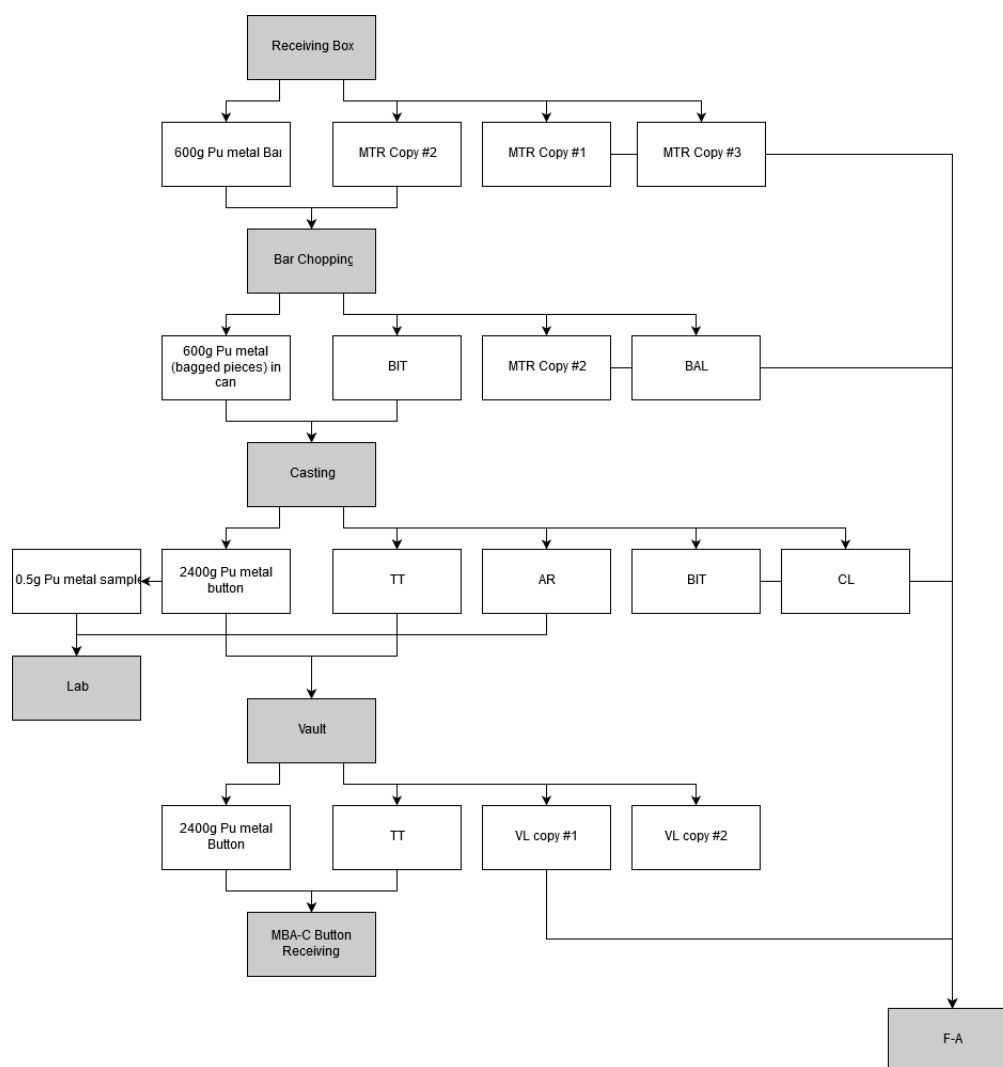 Receiving Box
600g Pu metal Bar
MTR Copy #2
MTR Copy #1
MTR Copy #3
Bar Chopping
600g Pu metal
(bagged pieces) in
can
BIT
MTR Copy #2
BAL
Casting
0.5g Pu metal sample
2400g Pu metal
button
TT
AR
BIT
CL
Lab
Vault
2400g Pu metal
Button
TT
VL copy #1
VL copy #2
MBA-C Button
Receiving
F-A